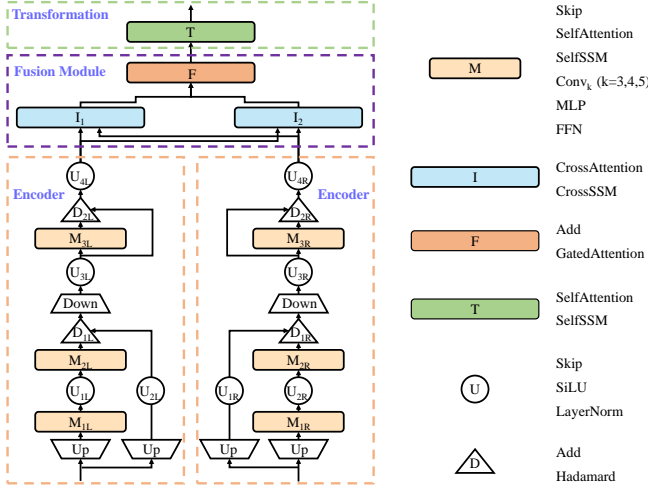 Transformation
T
Fusion Module
F
I1
I2
Encoder
Encoder
U4L
U4R
D2L
D2R
M3L
M3R
U3L
U3R
Down
Down
D1L
D1R
M2L
M2R
U1L
U2L
U1R
U2R
M1L
M1R
Up
Up
Up
Up
M
Skip
SelfAttention
SelfSSM
Convk (k=3,4,5)
MLP
FFN
I
CrossAttention
CrossSSM
F
Add
GatedAttention
T
SelfAttention
SelfSSM
U
Skip
SiLU
LayerNorm
D
Add
Hadamard